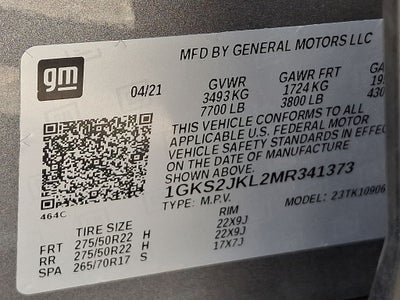 MFD BY GENERAL MOTORS LLC
gm
04/21 GVWR GAWR FRT
3493 KG 1724 KG
7700 LB 3800 LB
THIS VEHICLE CONFORMS TO ALL
APPLICABLE U.S. FEDERAL MOTOR
VEHICLE SAFETY STANDARDS IN EFFEC
ON THE DATE OF MANUFACTURE
SHOWN ABOVE.
1GKS2JKL2MR341373
464C
TYPE: M.P.V. MODEL: 23TK10906
TIRE SIZE RIM
FRT 275/50R22 H 22X9J
RR 275/50R22 H 22X9J
SPA 265/70R17 S 17X7J